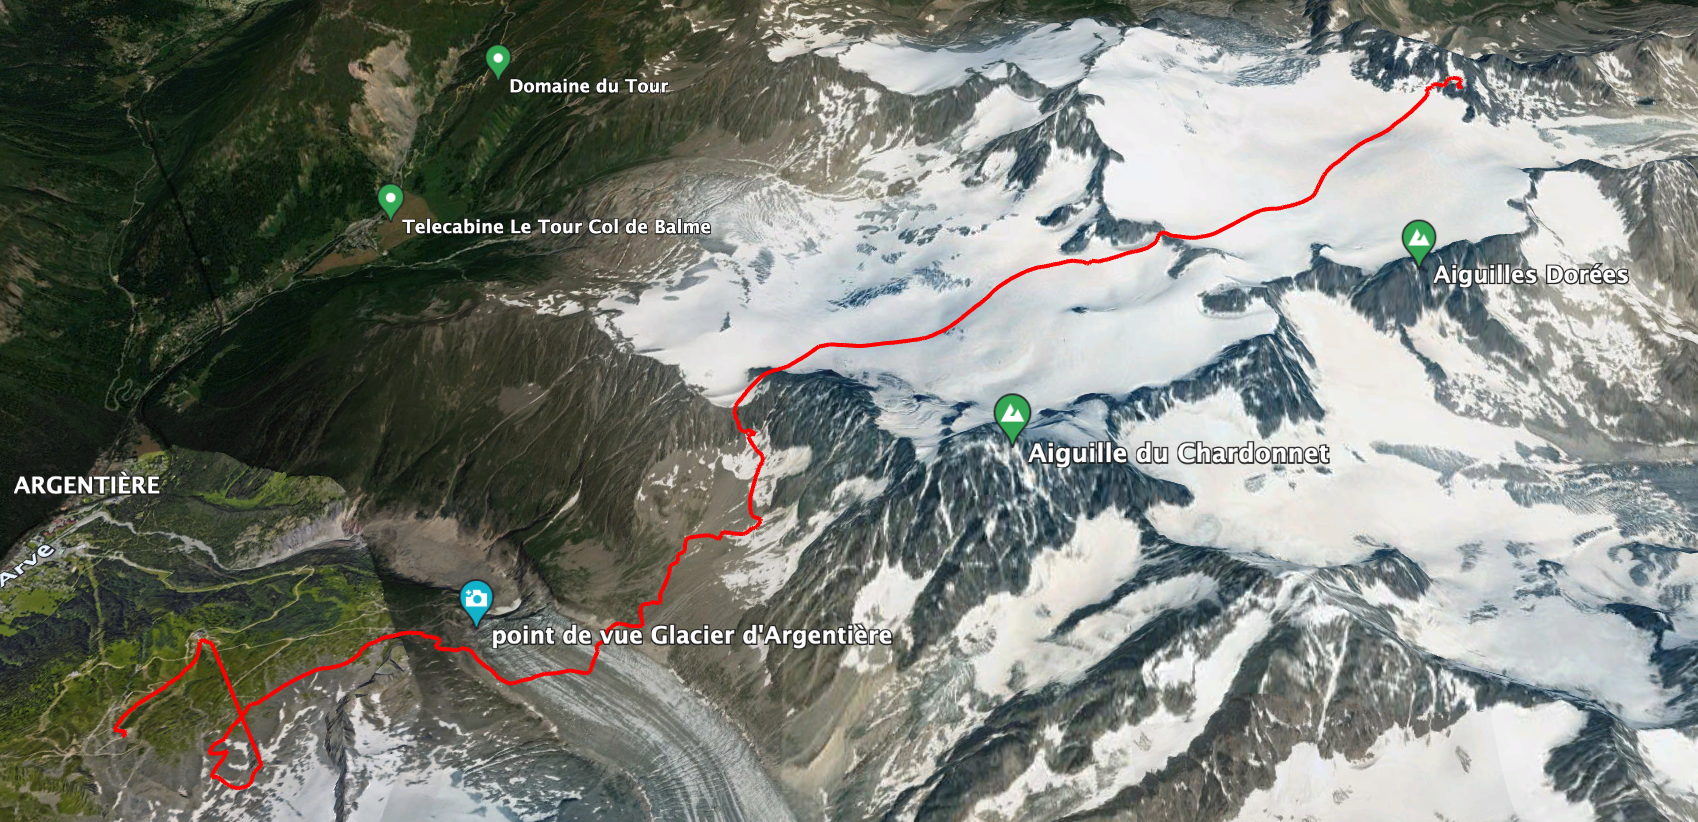 Domaine du Tour
Telecabine Le Tour Col de Balme
Aiguilles Dorées
Aiguille du Chardonnet
ARGENTIÈRE
Arve
point de vue Glacier d'Argentière